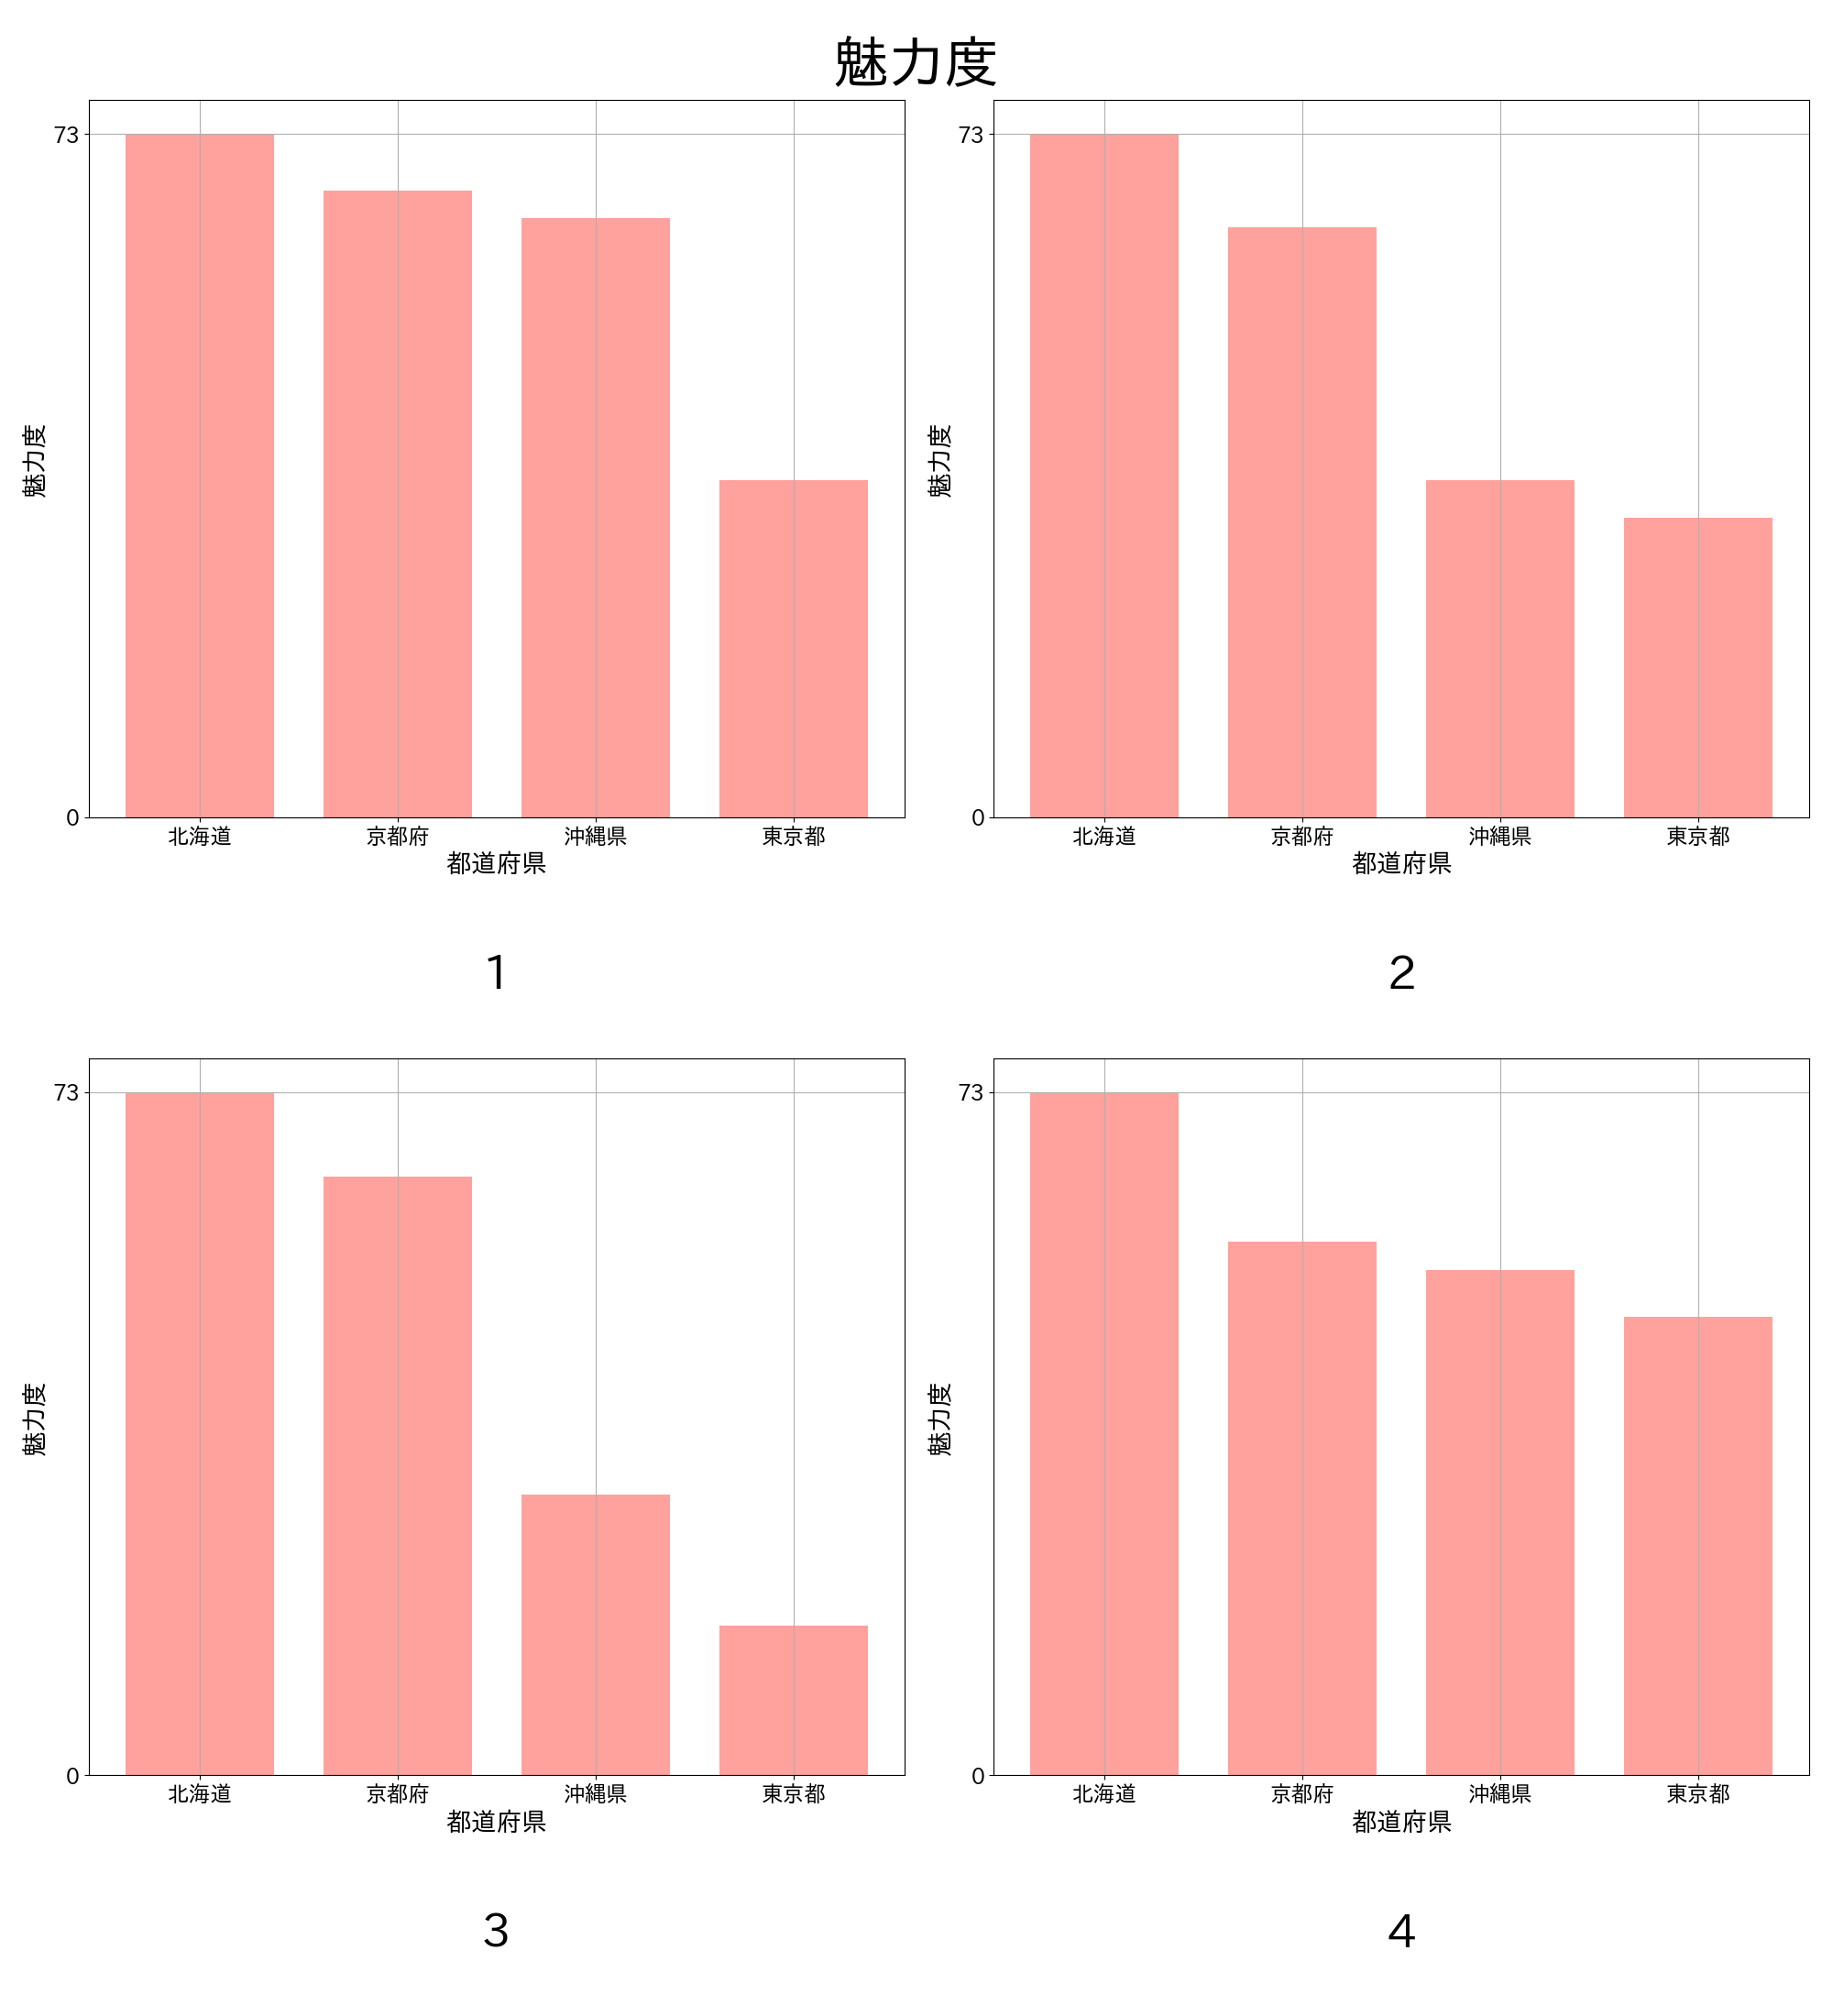 魅力度
73
0
魅力度
北海道 京都府 沖縄県 東京都
都道府県
1
73
0
魅力度
北海道 京都府 沖縄県 東京都
都道府県
2
73
0
魅力度
北海道 京都府 沖縄県 東京都
都道府県
3
73
0
魅力度
北海道 京都府 沖縄県 東京都
都道府県
4